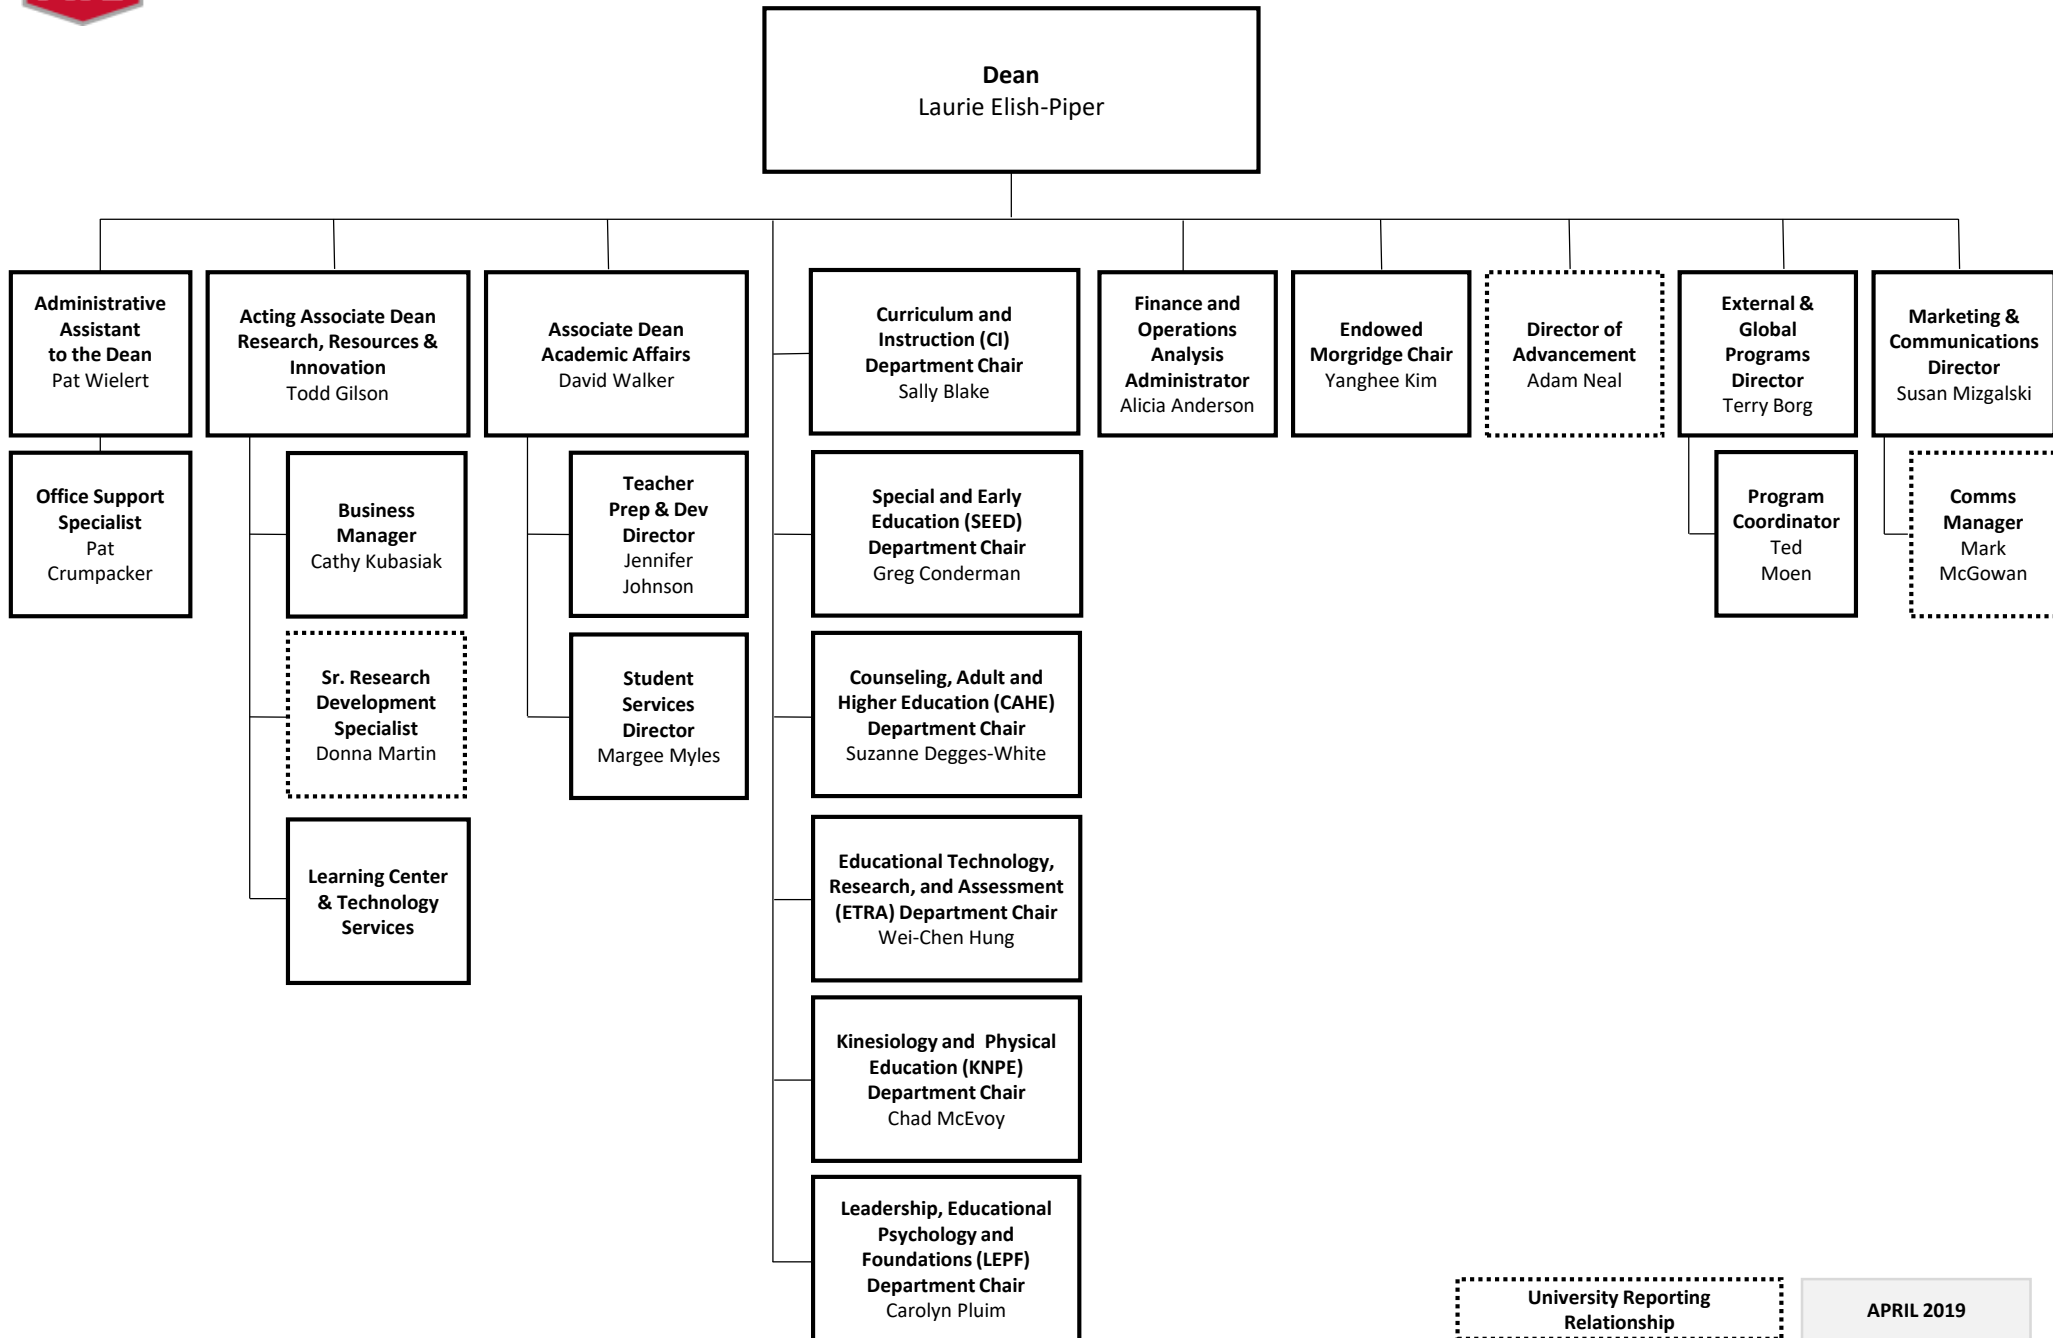 Dean
Laurie Elish-Piper
Administrative
Assistant
to the Dean
Pat Wielert
Acting Associate Dean
Research, Resources &
Innovation
Todd Gilson
Associate Dean
Academic Affairs
David Walker
Curriculum and
Instruction (CI)
Department Chair
Sally Blake
Finance and
Operations
Analysis
Administrator
Alicia Anderson
Endowed
Morgridge Chair
Yanghee Kim
Director of
Advancement
Adam Neal
External &
Global
Programs
Director
Terry Borg
Marketing &
Communications
Director
Susan Mizgalski
Office Support
Specialist
Pat
Crumpacker
Business
Manager
Cathy Kubasiak
Teacher
Prep & Dev
Director
Jennifer
Johnson
Special and Early
Education (SEED)
Department Chair
Greg Conderman
Program
Coordinator
Ted
Moen
Comms
Manager
Mark
McGowan
Sr. Research
Development
Specialist
Donna Martin
Student
Services
Director
Margee Myles
Counseling, Adult and
Higher Education (CAHE)
Department Chair
Suzanne Degges-White
Learning Center
& Technology
Services
Educational Technology,
Research, and Assessment
(ETRA) Department Chair
Wei-Chen Hung
Kinesiology and Physical
Education (KNPE)
Department Chair
Chad McEvoy
Leadership, Educational
Psychology and
Foundations (LEPF)
Department Chair
Carolyn Pluim
University Reporting
Relationship
APRIL 2019